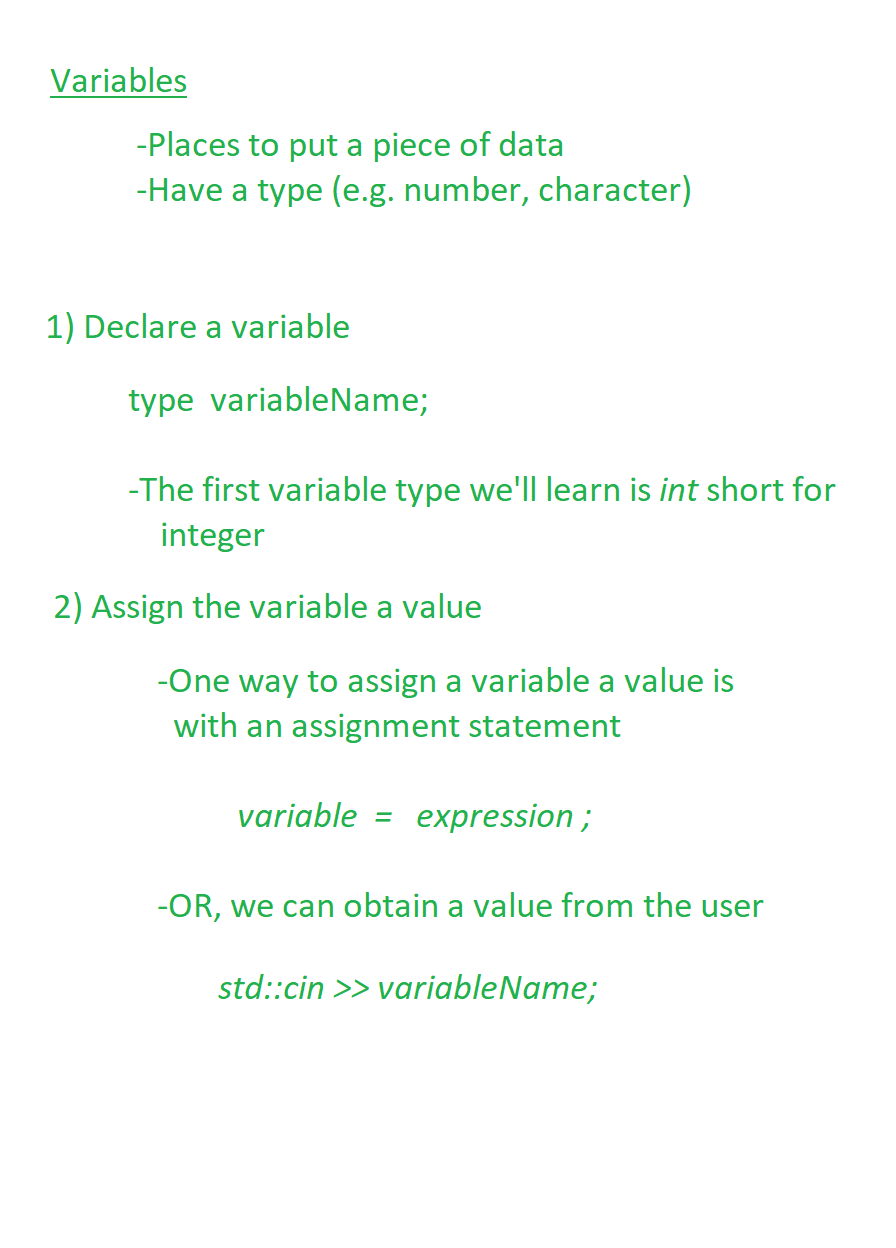 Variables
-Places to put a piece of data
-Have a type (e.g. number, character)
1) Declare a variable
type variableName;
-The first variable type we'll learn is int short for
integer
2) Assign the variable a value
-One way to assign a variable a value is
with an assignment statement
variable = expression ;
-OR, we can obtain a value from the user
std::cin >> variableName;